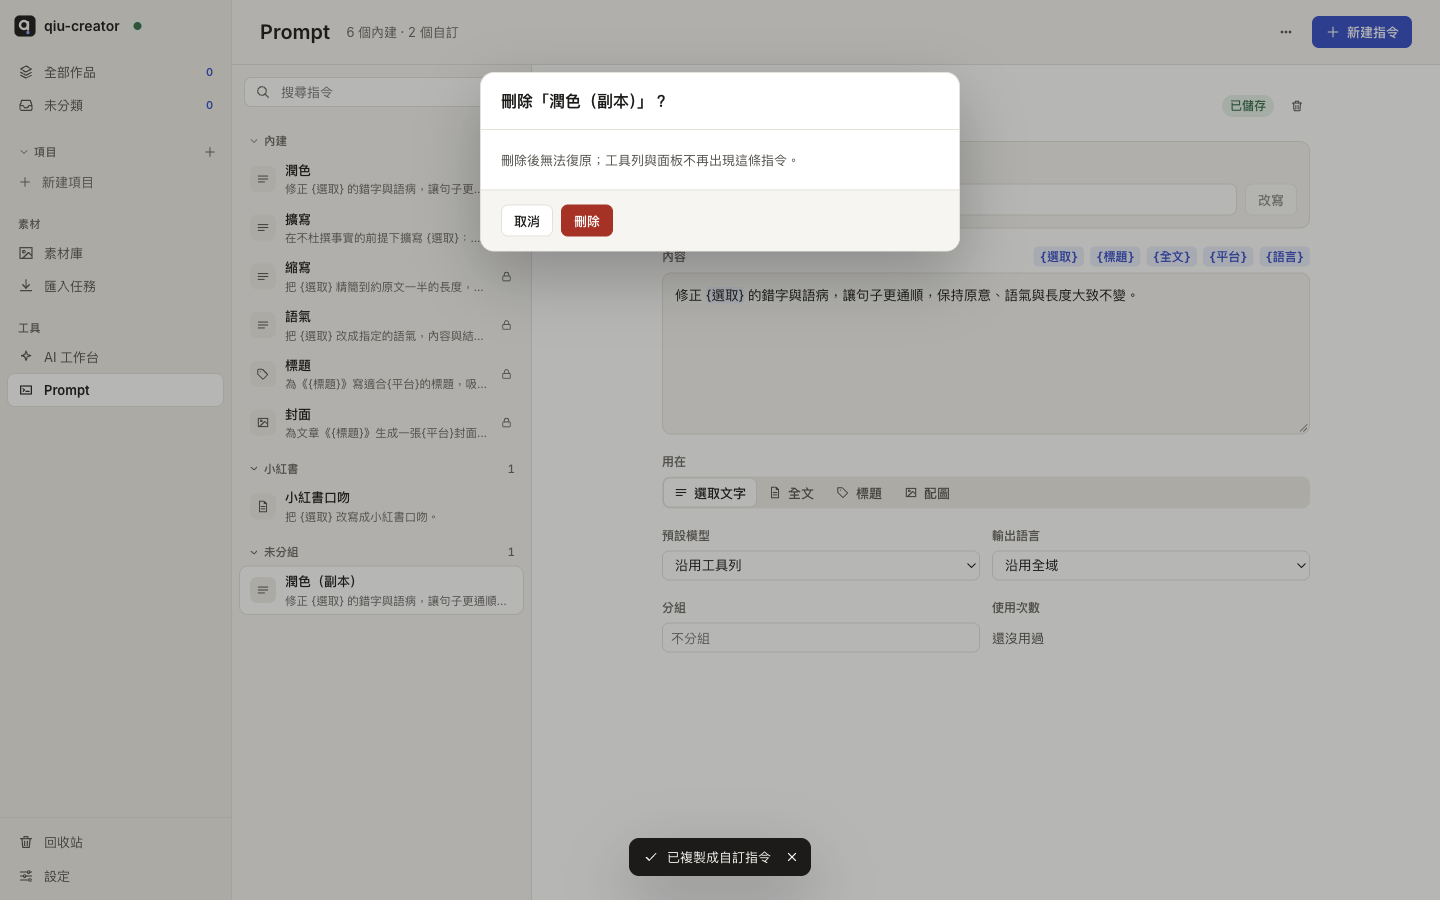 qiu-creator
全部作品 0
未分類 0
項目
新建項目
素材
素材庫
匯入任務
工具
AI 工作台
Prompt
回收站
設定
Prompt 6 個內建 · 2 個自訂
新建指令
搜尋指令
內建
潤色
修正 {選取} 的錯字與語病，讓句子更...
擴寫
在不杜撰事實的前提下擴寫 {選取}：...
縮寫
把 {選取} 精簡到約原文一半的長度，...
語氣
把 {選取} 改成指定的語氣，內容與結...
標題
為《{標題}》寫適合{平台}的標題，吸...
封面
為文章《{標題}》生成一張{平台}封面...
小紅書 1
小紅書口吻
把 {選取} 改寫成小紅書口吻。
未分組 1
潤色（副本）
修正 {選取} 的錯字與語病，讓句子更通順...
刪除「潤色（副本）」？
刪除後無法復原；工具列與面板不再出現這條指令。
取消 刪除
已儲存
改寫
內容 {選取} {標題} {全文} {平台} {語言}
修正 {選取} 的錯字與語病，讓句子更通順，保持原意、語氣與長度大致不變。
用在
選取文字 全文 標題 配圖
預設模型 輸出語言
沿用工具列 沿用全域
分組 使用次數
不分組 還沒用過
已複製成自訂指令